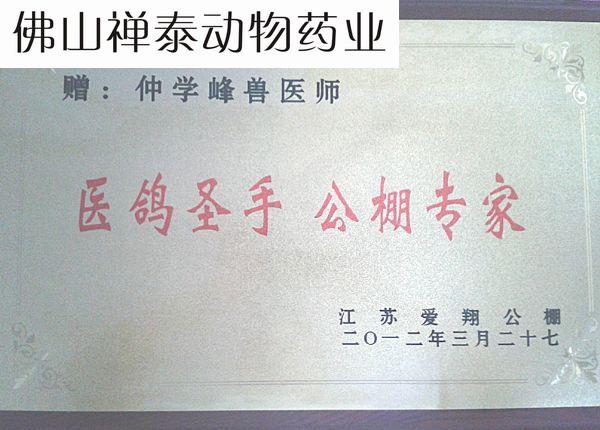 佛山禅泰动物药业
赠：仲学峰兽医师
医鸽圣手 公棚专家
江苏爱翔公棚
二〇一二年三月二十七